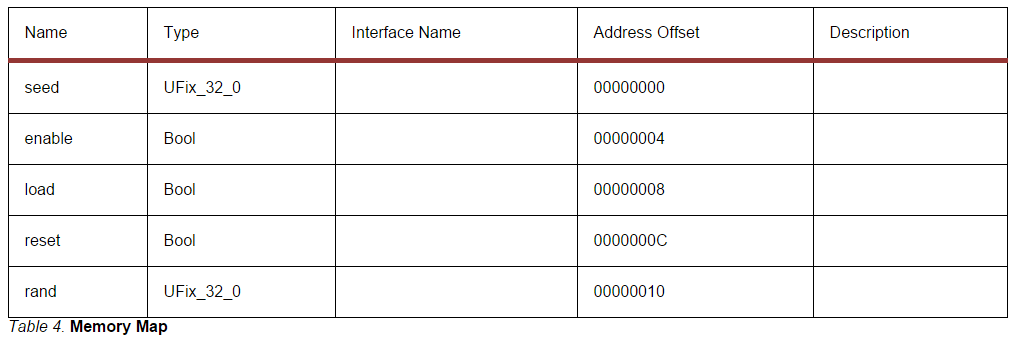 Name Type Interface Name Address Offset Description
seed UFix_32_0 00000000
enable Bool 00000004
load Bool 00000008
reset Bool 0000000C
rand UFix_32_0 00000010
Table 4. Memory Map